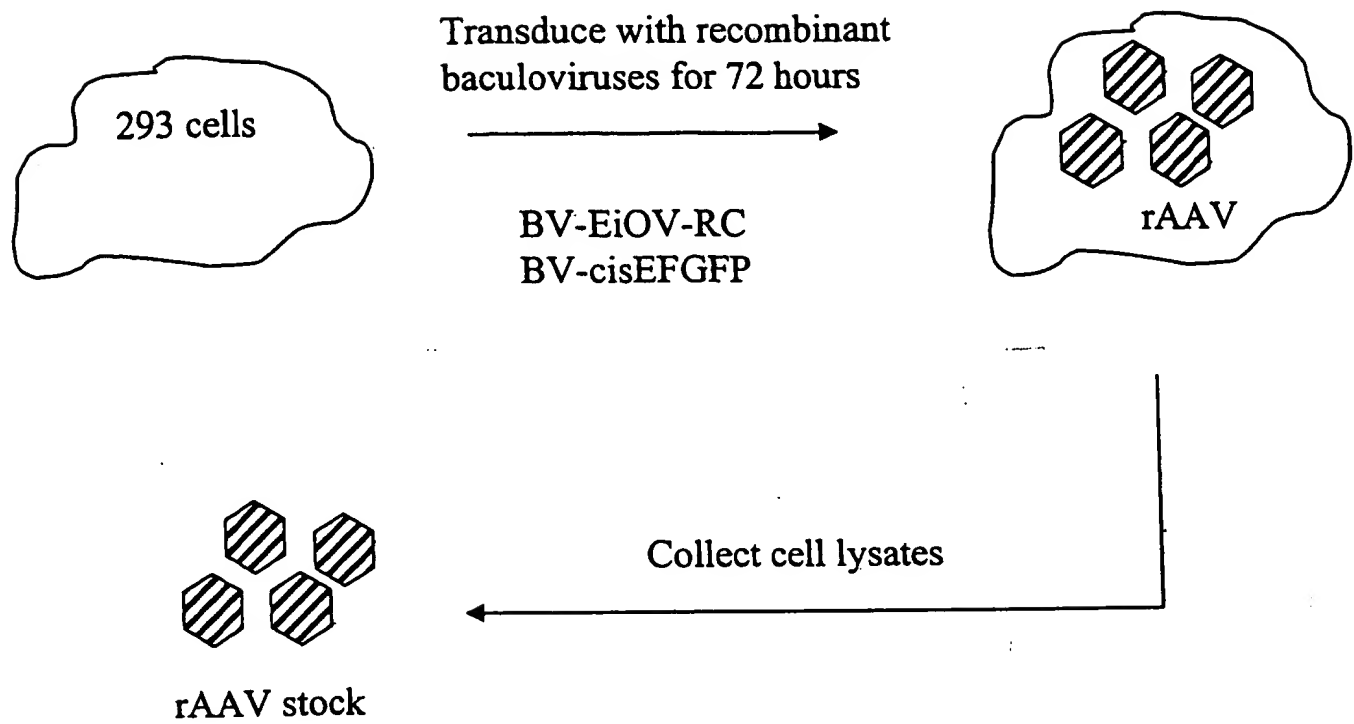 Transduce with recombinant
baculoviruses for 72 hours
293 cells
BV-EiOV-RC
BV-cisEFGFP
rAAV
Collect cell lysates
rAAV stock